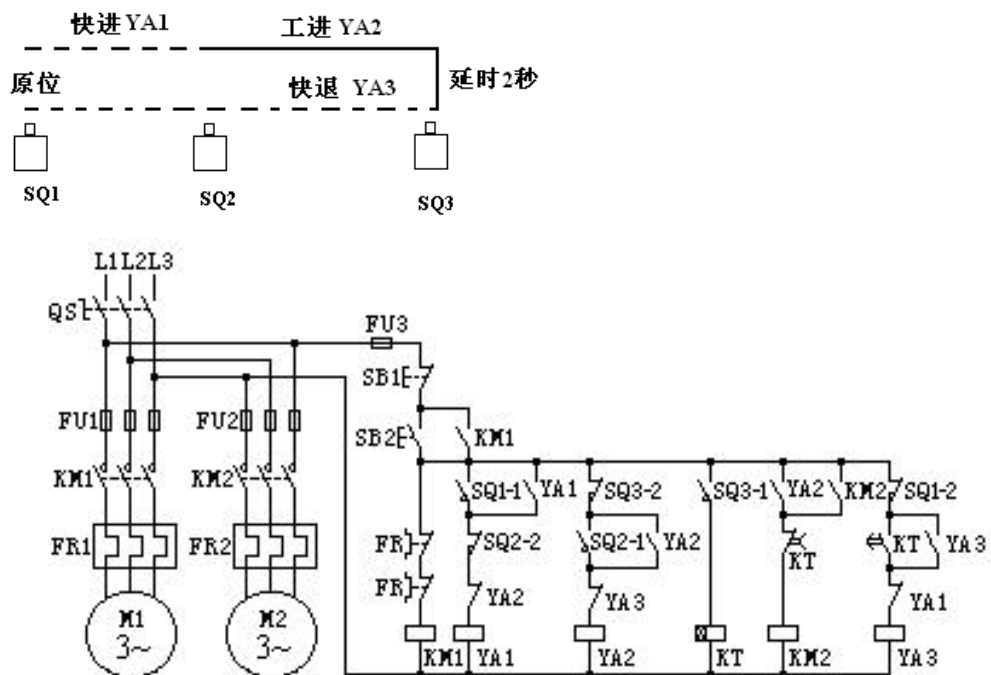 快进 YA1 工进 YA2
原位 快退 YA3 延时2秒
SQ1 SQ2 SQ3
L1 L2 L3
QS
FU3
SB1
FU1 FU2 SB2 KM1
KM1 KM2 SQ1-1 YA1 SQ3-2 SQ3-1 YA2 KM2 SQ1-2
FR1 FR2 FR SQ2-2 SQ2-1 YA2 KT KT YA3
FR YA2 YA3 YA1
M1 M2
3~ 3~
KM1 YA1 YA2 KT KM2 YA3